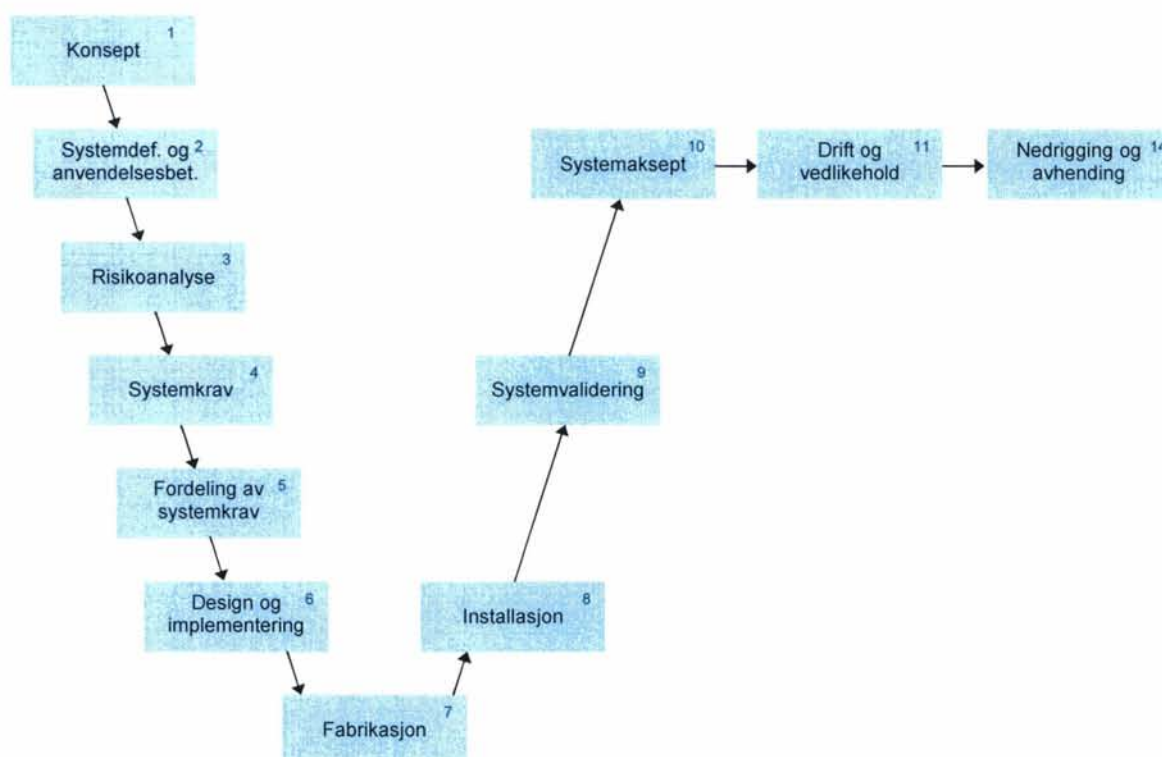 Konsept 1
Systemdef. og 2
anvendelsesbet.
Risikoanalyse 3
Systemkrav 4
Fordeling av 5
systemkrav
Design og 6
implementering
Fabrikasjon 7
Installasjon 8
Systemvalidering 9
Systemaksept 10
Drift og 11
vedlikehold
Nedrigging og 14
avhending